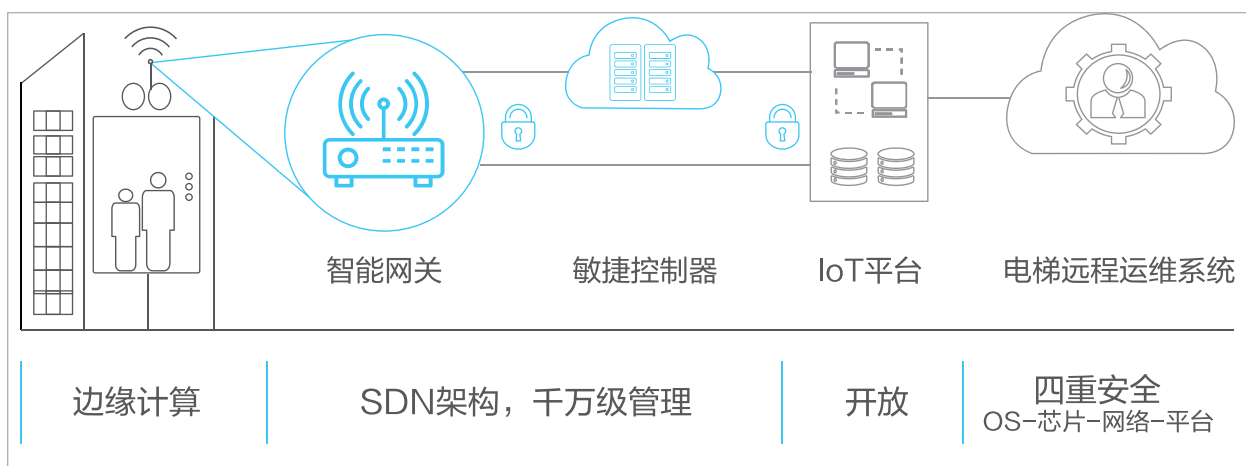 智能网关
敏捷控制器
IoT平台
电梯远程运维系统
边缘计算
SDN架构，千万级管理
开放
四重安全
OS-芯片-网络-平台